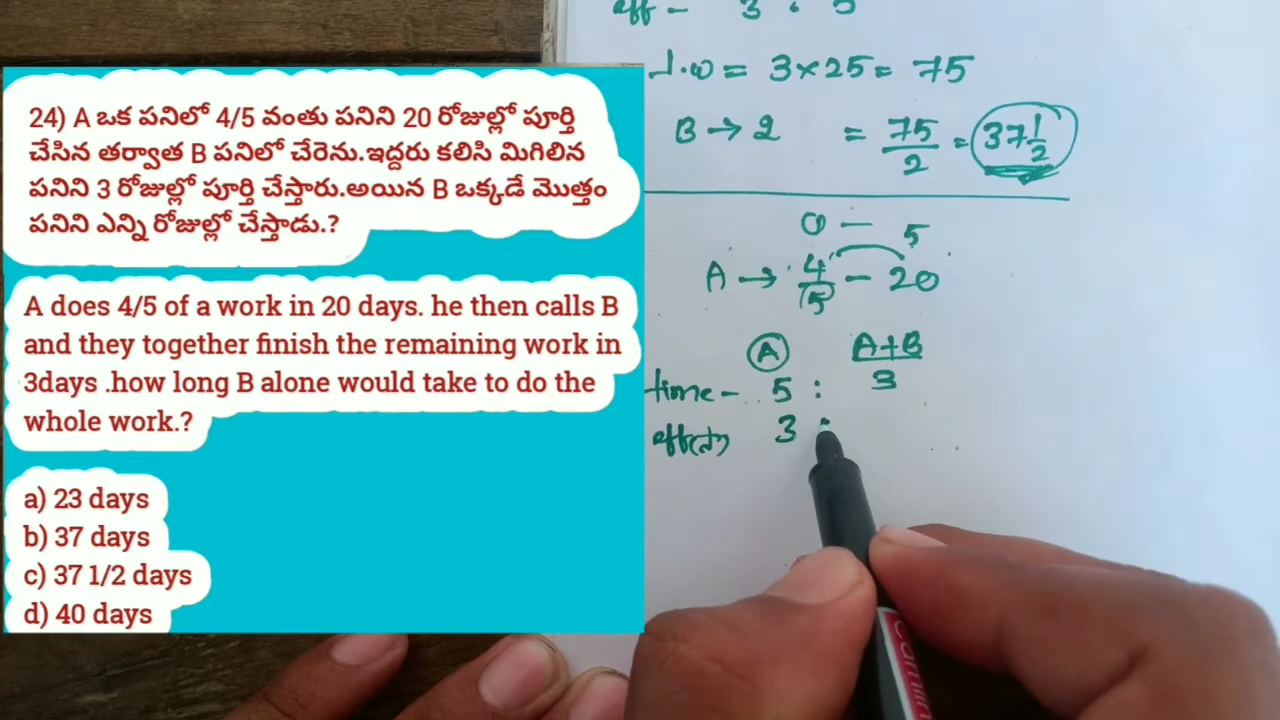 24) A ఒక పనిలో 4/5 వంతు పనిని 20 రోజుల్లో పూర్తి
చేసిన తర్వాత B పనిలో చేరెను.ఇద్దరు కలిసి మిగిలిన
పనిని 3 రోజుల్లో పూర్తి చేస్తారు.అయిన B ఒక్కడే మొత్తం
పనిని ఎన్ని రోజుల్లో చేస్తాడు.?
A does 4/5 of a work in 20 days. he then calls B
and they together finish the remaining work in
3days .how long B alone would take to do the
whole work.?
a) 23 days
b) 37 days
c) 37 1/2 days
d) 40 days
eff - 3 : 5
T.W = 3×25 = 75
B → 2 = 75/2 = 37 1/2
5
A → 4/5 - 20
A A+B
time - 5 : 3
3 :
Camlin